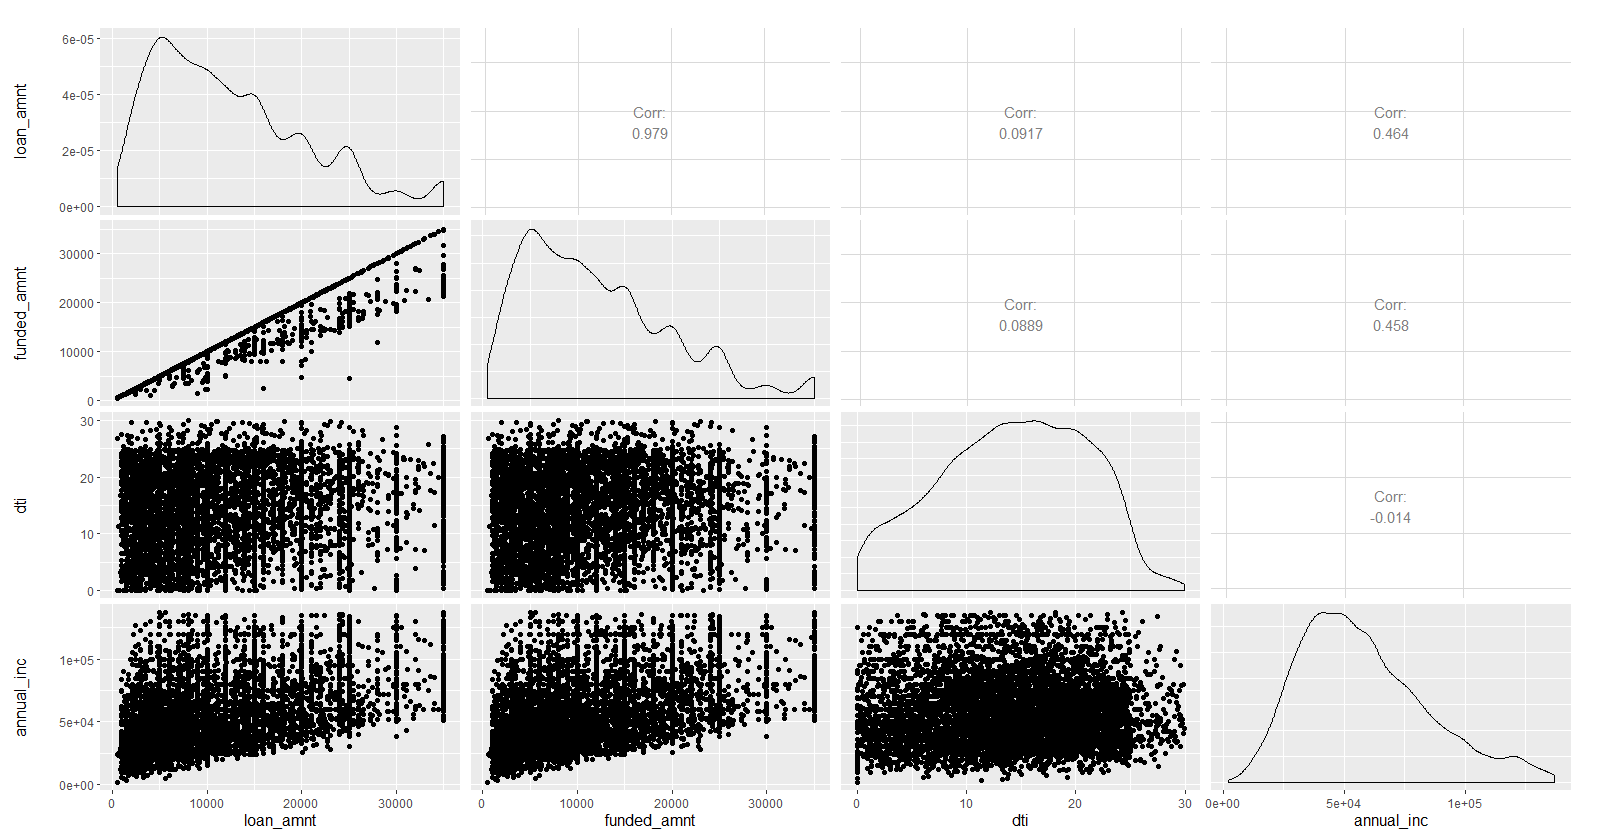 loan_amnt
6e-05
4e-05
2e-05
0e+00
Corr:
0.979
Corr:
0.0917
Corr:
0.464
funded_amnt
30000
20000
10000
0
Corr:
0.0889
Corr:
0.458
dti
30
20
10
0
Corr:
-0.014
annual_inc
1e+05
5e+04
0e+00
0 10000 20000 30000
0 10000 20000 30000
0 10 20 30
0e+00 5e+04 1e+05
loan_amnt
funded_amnt
dti
annual_inc